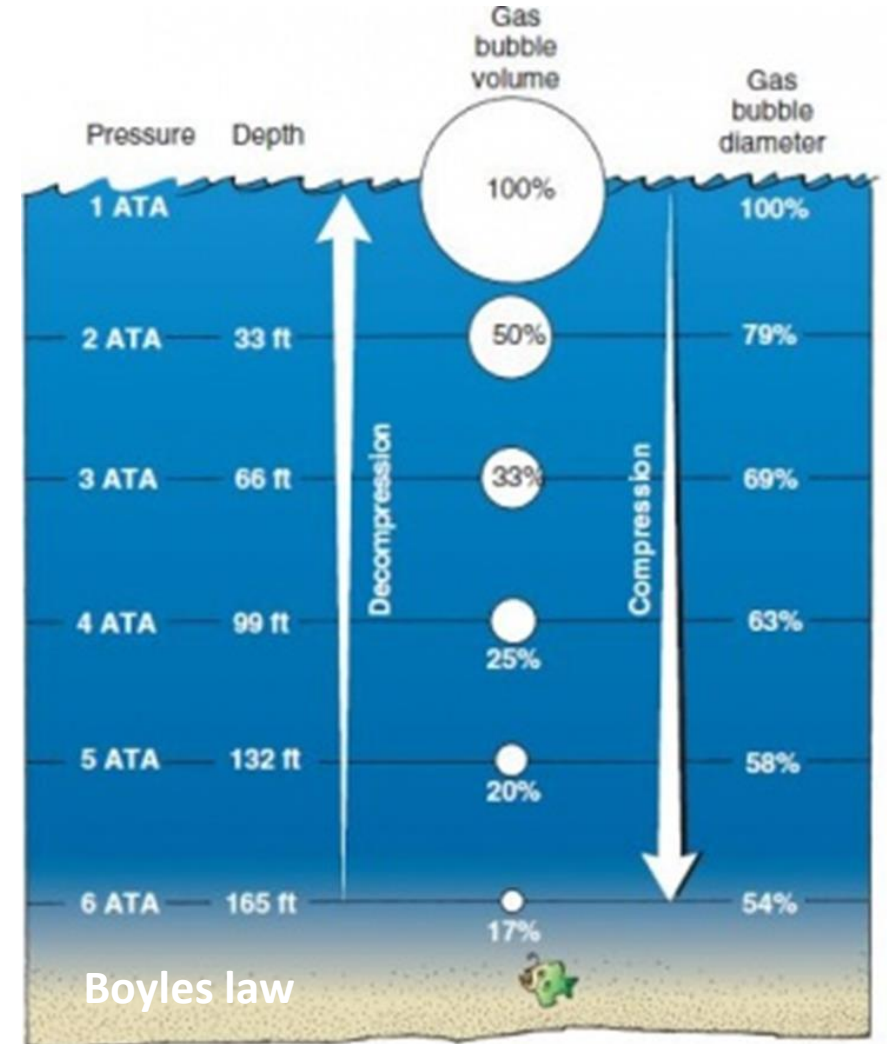 Gas
bubble
volume
Gas
bubble
diameter
Pressure Depth
1 ATA 100% 100%
2 ATA 33 ft 50% 79%
3 ATA 66 ft 33% 69%
Decompression
Compression
4 ATA 99 ft 63%
25%
5 ATA 132 ft 58%
20%
6 ATA 165 ft 54%
17%
Boyles law